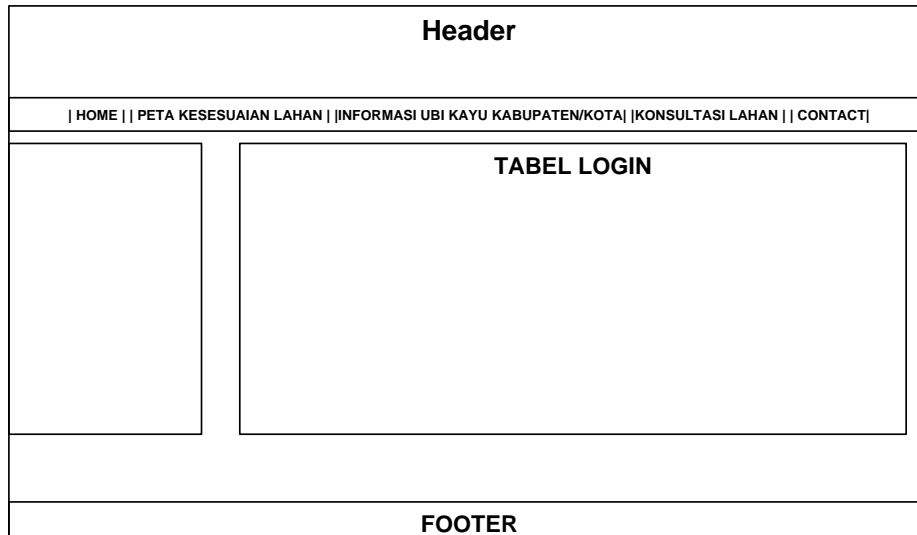 Header
| HOME | | PETA KESESUAIAN LAHAN | |INFORMASI UBI KAYU KABUPATEN/KOTA| |KONSULTASI LAHAN | | CONTACT|
TABEL LOGIN
FOOTER